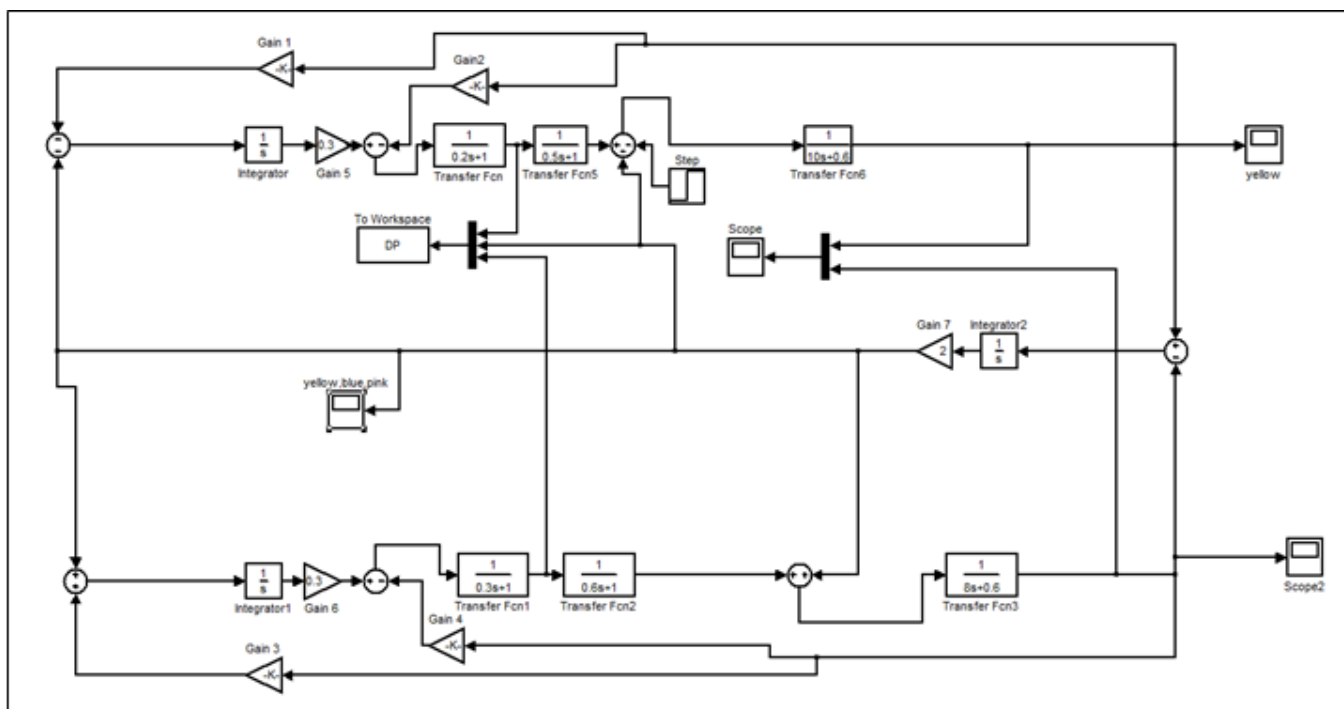 Gain 1
-K-
Gain2
-K-
1
s
Integrator
0.3
Gain 5
1
0.2s+1
Transfer Fcn
1
0.5s+1
Transfer Fcn5
Step
1
10s+0.6
Transfer Fcn6
yellow
To Workspace
DP
Scope
Gain 7
2
Integrator2
1
s
yellow,blue,pink
1
s
Integrator1
0.3
Gain 6
1
0.3s+1
Transfer Fcn1
1
0.6s+1
Transfer Fcn2
1
8s+0.6
Transfer Fcn3
Scope2
Gain 4
-K-
Gain 3
-K-